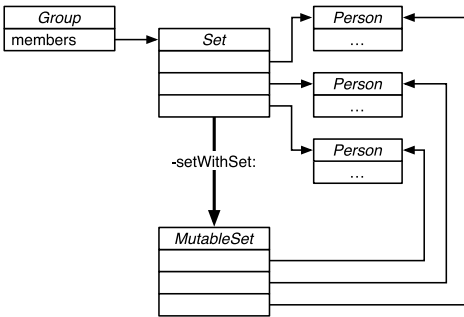 Group
members
Set
Person
...
Person
...
Person
...
-setWithSet:
MutableSet